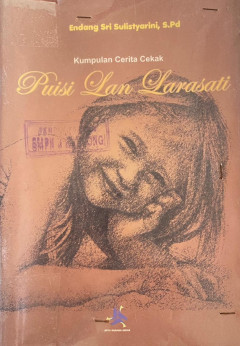 Endang Sri Sulistyarini, S.Pd
Kumpulan Cerita Cekak
Puisi Lan Larasati